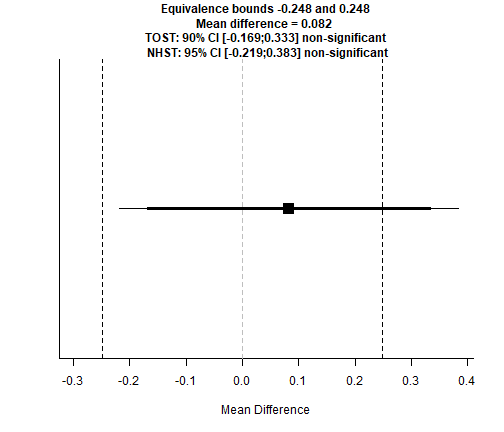 Equivalence bounds -0.248 and 0.248
Mean difference = 0.082
TOST: 90% CI [-0.169;0.333] non-significant
NHST: 95% CI [-0.219;0.383] non-significant
-0.3 -0.2 -0.1 0.0 0.1 0.2 0.3 0.4
Mean Difference